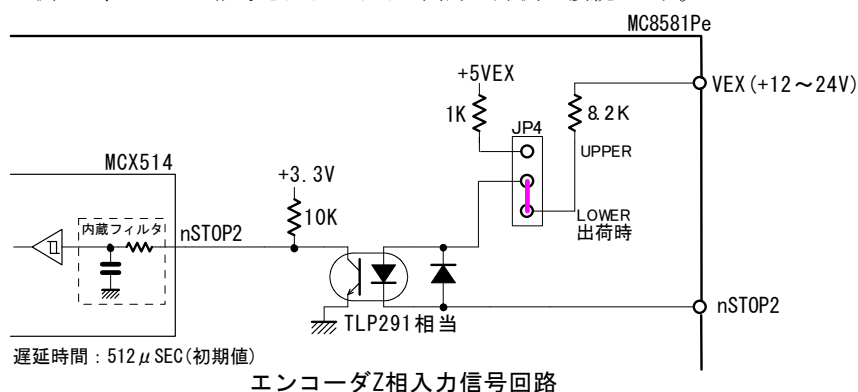 MC8581Pe
+5VEX
VEX(+12～24V)
1K
8.2K
JP4
UPPER
MCX514
+3.3V
LOWER
出荷時
10K
内蔵フィルタ
nSTOP2
nSTOP2
TLP291相当
遅延時間：512μSEC(初期値)
エンコーダZ相入力信号回路